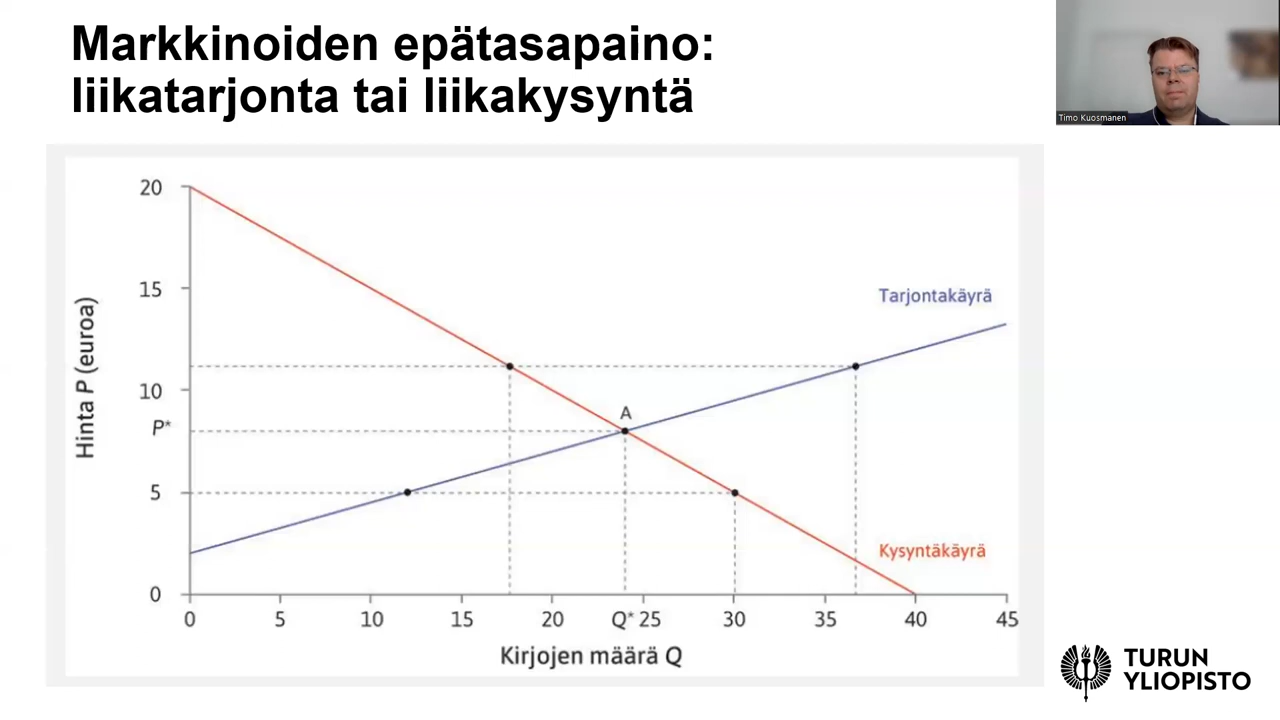 Markkinoiden epätasapaino:
liikatarjonta tai liikakysyntä
Timo Kuosmanen
20
15
10
P*
5
0
Hinta P (euroa)
Tarjontakäyrä
A
Kysyntäkäyrä
0 5 10 15 20 Q* 25 30 35 40 45
Kirjojen määrä Q
TURUN
YLIOPISTO